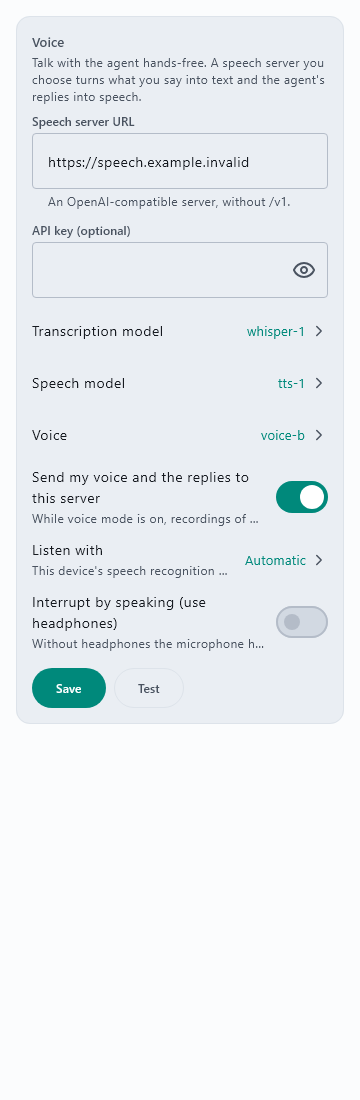 Voice
Talk with the agent hands-free. A speech server you
choose turns what you say into text and the agent's
replies into speech.
Speech server URL
https://speech.example.invalid
An OpenAI-compatible server, without /v1.
API key (optional)
Transcription model whisper-1
Speech model tts-1
Voice voice-b
Send my voice and the replies to
this server
While voice mode is on, recordings of ...
Listen with
Automatic
This device's speech recognition ...
Interrupt by speaking (use
headphones)
Without headphones the microphone h...
Save Test